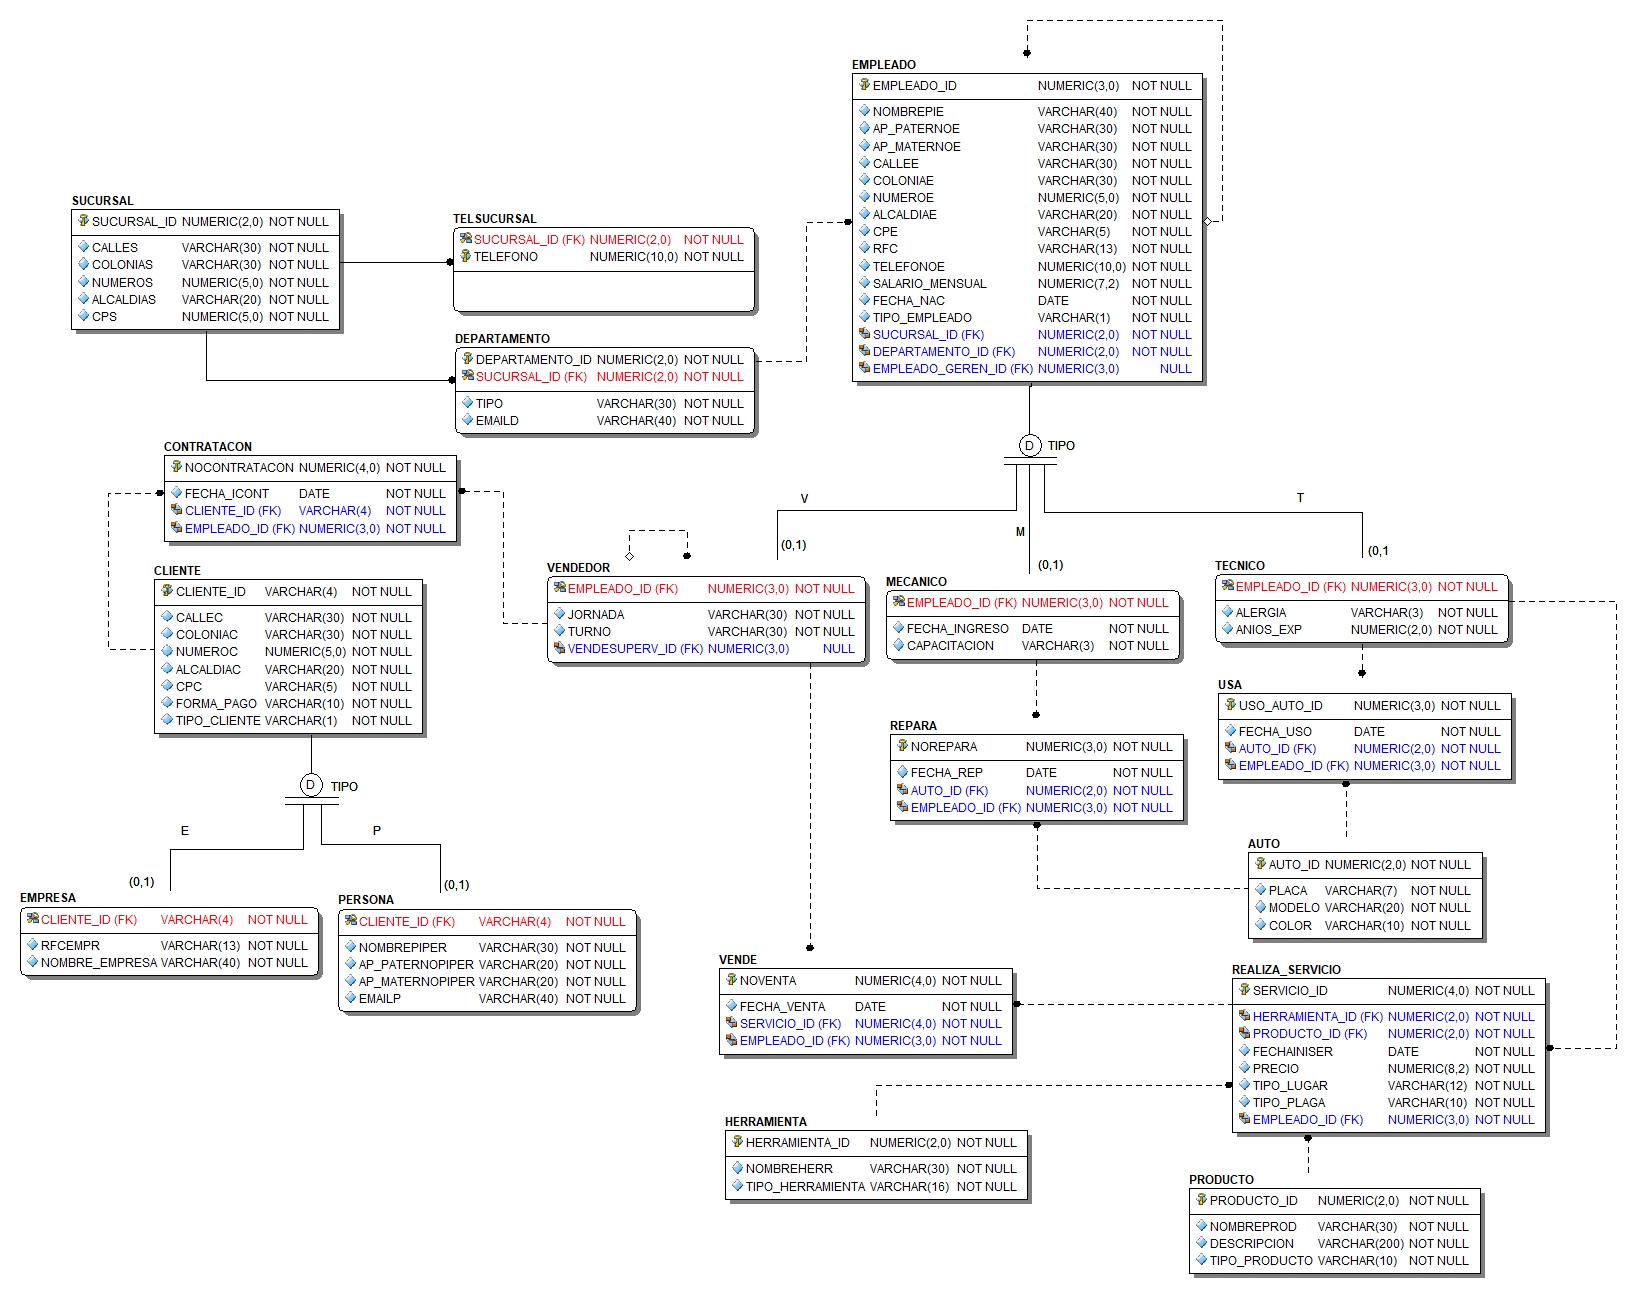 EMPLEADO
EMPLEADO_ID NUMERIC(3,0) NOT NULL
NOMBREPIE VARCHAR(40) NOT NULL
AP_PATERNOE VARCHAR(30) NOT NULL
AP_MATERNOE VARCHAR(30) NOT NULL
CALLEE VARCHAR(30) NOT NULL
COLONIAE VARCHAR(30) NOT NULL
NUMEROE NUMERIC(5,0) NOT NULL
ALCALDIAE VARCHAR(20) NOT NULL
CPE VARCHAR(5) NOT NULL
RFC VARCHAR(13) NOT NULL
TELEFONOE NUMERIC(10,0) NOT NULL
SALARIO_MENSUAL NUMERIC(7,2) NOT NULL
FECHA_NAC DATE NOT NULL
TIPO_EMPLEADO VARCHAR(1) NOT NULL
SUCURSAL_ID (FK) NUMERIC(2,0) NOT NULL
DEPARTAMENTO_ID (FK) NUMERIC(2,0) NOT NULL
EMPLEADO_GEREN_ID (FK) NUMERIC(3,0) NULL
SUCURSAL
SUCURSAL_ID NUMERIC(2,0) NOT NULL
CALLES VARCHAR(30) NOT NULL
COLONIAS VARCHAR(30) NOT NULL
NUMEROS NUMERIC(5,0) NOT NULL
ALCALDIAS VARCHAR(20) NOT NULL
CPS NUMERIC(5,0) NOT NULL
TELSUCURSAL
SUCURSAL_ID (FK) NUMERIC(2,0) NOT NULL
TELEFONO NUMERIC(10,0) NOT NULL
DEPARTAMENTO
DEPARTAMENTO_ID NUMERIC(2,0) NOT NULL
SUCURSAL_ID (FK) NUMERIC(2,0) NOT NULL
TIPO VARCHAR(30) NOT NULL
EMAILD VARCHAR(40) NOT NULL
D TIPO
V
M
T
(0,1)
(0,1)
(0,1
CONTRATACON
NOCONTRATACON NUMERIC(4,0) NOT NULL
FECHA_ICONT DATE NOT NULL
CLIENTE_ID (FK) VARCHAR(4) NOT NULL
EMPLEADO_ID (FK) NUMERIC(3,0) NOT NULL
CLIENTE
CLIENTE_ID VARCHAR(4) NOT NULL
CALLEC VARCHAR(30) NOT NULL
COLONIAC VARCHAR(30) NOT NULL
NUMEROC NUMERIC(5,0) NOT NULL
ALCALDIAC VARCHAR(20) NOT NULL
CPC VARCHAR(5) NOT NULL
FORMA_PAGO VARCHAR(10) NOT NULL
TIPO_CLIENTE VARCHAR(1) NOT NULL
VENDEDOR
EMPLEADO_ID (FK) NUMERIC(3,0) NOT NULL
JORNADA VARCHAR(30) NOT NULL
TURNO VARCHAR(30) NOT NULL
VENDESUPERV_ID (FK) NUMERIC(3,0) NULL
MECANICO
EMPLEADO_ID (FK) NUMERIC(3,0) NOT NULL
FECHA_INGRESO DATE NOT NULL
CAPACITACION VARCHAR(3) NOT NULL
TECNICO
EMPLEADO_ID (FK) NUMERIC(3,0) NOT NULL
ALERGIA VARCHAR(3) NOT NULL
ANIOS_EXP NUMERIC(2,0) NOT NULL
USA
USO_AUTO_ID NUMERIC(3,0) NOT NULL
FECHA_USO DATE NOT NULL
AUTO_ID (FK) NUMERIC(2,0) NOT NULL
EMPLEADO_ID (FK) NUMERIC(3,0) NOT NULL
REPARA
NOREPARA NUMERIC(3,0) NOT NULL
FECHA_REP DATE NOT NULL
AUTO_ID (FK) NUMERIC(2,0) NOT NULL
EMPLEADO_ID (FK) NUMERIC(3,0) NOT NULL
D TIPO
E
P
(0,1)
(0,1)
AUTO
AUTO_ID NUMERIC(2,0) NOT NULL
PLACA VARCHAR(7) NOT NULL
MODELO VARCHAR(20) NOT NULL
COLOR VARCHAR(10) NOT NULL
EMPRESA
CLIENTE_ID (FK) VARCHAR(4) NOT NULL
RFCEMPR VARCHAR(13) NOT NULL
NOMBRE_EMPRESA VARCHAR(40) NOT NULL
PERSONA
CLIENTE_ID (FK) VARCHAR(4) NOT NULL
NOMBREPIPER VARCHAR(30) NOT NULL
AP_PATERNOPIPER VARCHAR(20) NOT NULL
AP_MATERNOPIPER VARCHAR(20) NOT NULL
EMAILP VARCHAR(40) NOT NULL
VENDE
NOVENTA NUMERIC(4,0) NOT NULL
FECHA_VENTA DATE NOT NULL
SERVICIO_ID (FK) NUMERIC(4,0) NOT NULL
EMPLEADO_ID (FK) NUMERIC(3,0) NOT NULL
REALIZA_SERVICIO
SERVICIO_ID NUMERIC(4,0) NOT NULL
HERRAMIENTA_ID (FK) NUMERIC(2,0) NOT NULL
PRODUCTO_ID (FK) NUMERIC(2,0) NOT NULL
FECHAINISER DATE NOT NULL
PRECIO NUMERIC(8,2) NOT NULL
TIPO_LUGAR VARCHAR(12) NOT NULL
TIPO_PLAGA VARCHAR(10) NOT NULL
EMPLEADO_ID (FK) NUMERIC(3,0) NOT NULL
HERRAMIENTA
HERRAMIENTA_ID NUMERIC(2,0) NOT NULL
NOMBREHERR VARCHAR(30) NOT NULL
TIPO_HERRAMIENTA VARCHAR(16) NOT NULL
PRODUCTO
PRODUCTO_ID NUMERIC(2,0) NOT NULL
NOMBREPROD VARCHAR(30) NOT NULL
DESCRIPCION VARCHAR(200) NOT NULL
TIPO_PRODUCTO VARCHAR(10) NOT NULL